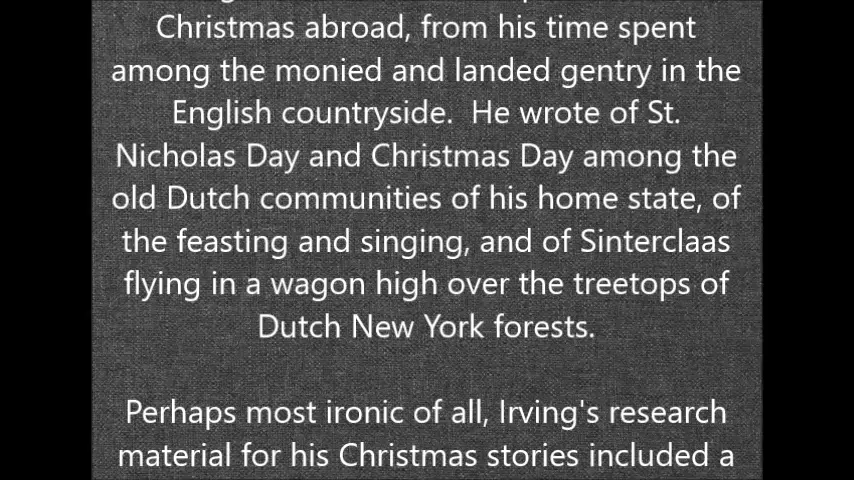 Christmas abroad, from his time spent
among the monied and landed gentry in the
English countryside.  He wrote of St.
Nicholas Day and Christmas Day among the
old Dutch communities of his home state, of
the feasting and singing, and of Sinterclaas
flying in a wagon high over the treetops of
Dutch New York forests.
Perhaps most ironic of all, Irving's research
material for his Christmas stories included a